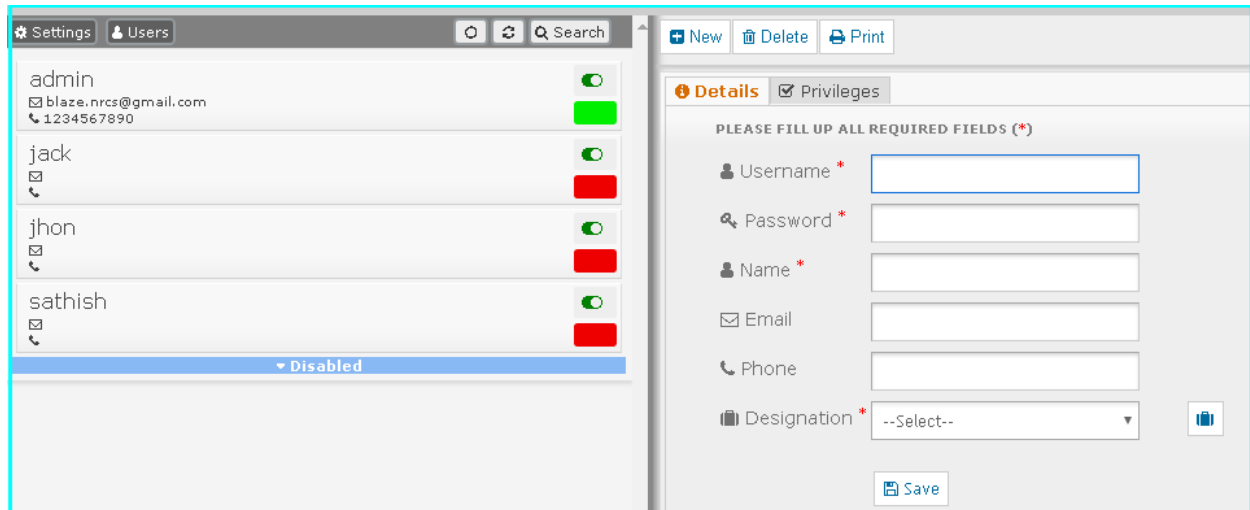 Settings Users Search
admin
blaze.nrcs@gmail.com
1234567890
jack
jhon
sathish
Disabled
New Delete Print
Details Privileges
PLEASE FILL UP ALL REQUIRED FIELDS (*)
Username *
Password *
Name *
Email
Phone
Designation * --Select--
Save